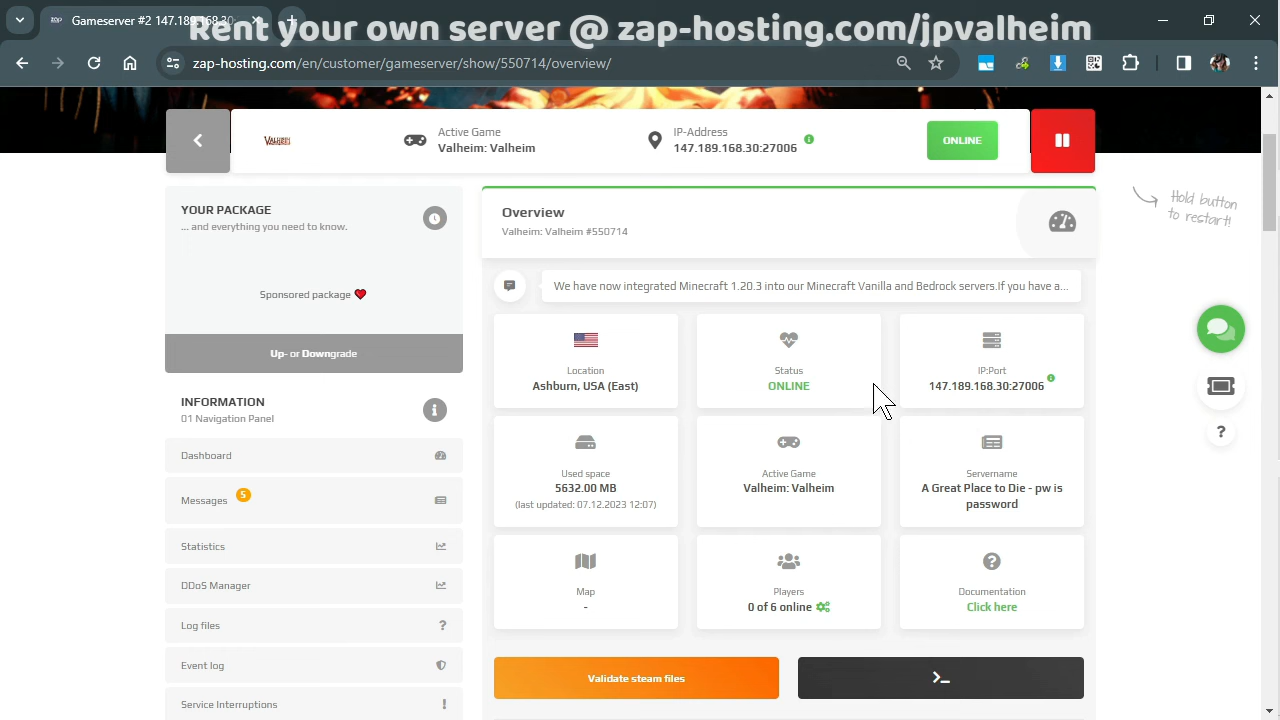 Gameserver #2 147.189.168.30:
Rent your own server @ zap-hosting.com/jpvalheim
zap-hosting.com/en/customer/gameserver/show/550714/overview/
VALHEIM
Active Game
Valheim: Valheim
IP-Address
147.189.168.30:27006
ONLINE
Hold button
to restart!
YOUR PACKAGE
... and everything you need to know.
Sponsored package
Up- or Downgrade
INFORMATION
01 Navigation Panel
Dashboard
Messages 5
Statistics
DDoS Manager
Log files
Event log
Service Interruptions
Overview
Valheim: Valheim #550714
We have now integrated Minecraft 1.20.3 into our Minecraft Vanilla and Bedrock servers.If you have a...
Location
Ashburn, USA (East)
Status
ONLINE
IP:Port
147.189.168.30:27006
Used space
5632.00 MB
(last updated: 07.12.2023 12:07)
Active Game
Valheim: Valheim
Servername
A Great Place to Die - pw is
password
Map
-
Players
0 of 6 online
Documentation
Click here
Validate steam files